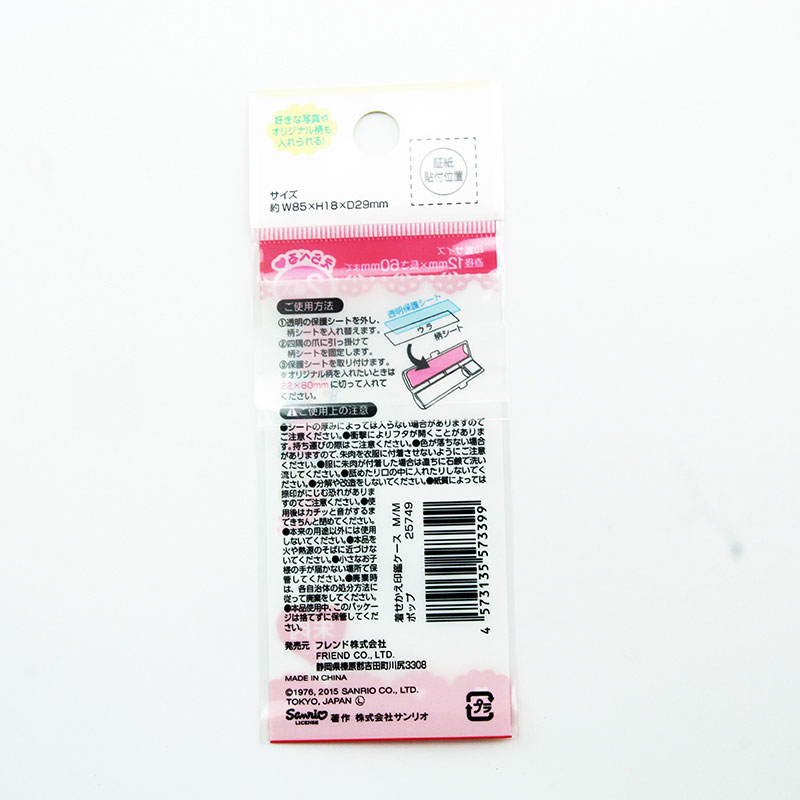 好きな写真や
オリジナル柄も
入れられる!
証紙
貼付位置
サイズ
約 W85×H18×D29mm
えらべる
印鑑サイズ
直径12mm×長さ60mmまで
ご使用方法
①透明の保護シートを外し、
柄シートを入れ替えます。
②四隅の爪に引っ掛けて
柄シートを固定します。
③保護シートを取り付けます。
※オリジナル柄を入れたいときは
22×80mmに切って入れて
ください。
透明保護シート
ウラ
柄シート
ご使用上の注意
●シートの厚みによっては入らない場合がありますので
ご注意ください。●衝撃によりフタが開くことがありま
す。持ち運びの際はご注意ください。●色が落ちない場合
がありますので、朱肉を衣服に付着させないようにご注意
ください。●服に朱肉が付着した場合は直ちに石鹸で洗い
流してください。●舐めたり口の中に入れたりしないでく
ださい。●分解や改造をしないでください。●紙質によっては
捺印がにじむ恐れがありま
すのでご注意ください。●使
用後はカチッと音がするま
できちんと閉めてください。
●本来の用途以外には使用
しないでください。●本品を
火や熱源のそばに近づけな
いでください。●小さなお子
様の手が届かない場所で保
管してください。●廃棄時
は、各自治体の処分方法に
従って廃棄をしてください。
●本品使用中、このパッケー
ジは捨てずに保管してくだ
さい。
着せかえ印鑑ケース M/M
ポップ 25749
4 573135 573399
発売元 フレンド株式会社
FRIEND CO., LTD.
静岡県榛原郡吉田町川尻3308
MADE IN CHINA
©1976, 2015 SANRIO CO., LTD.
TOKYO, JAPAN Ⓛ
Sanrio
LICENSE
著作 株式会社サンリオ
プラ